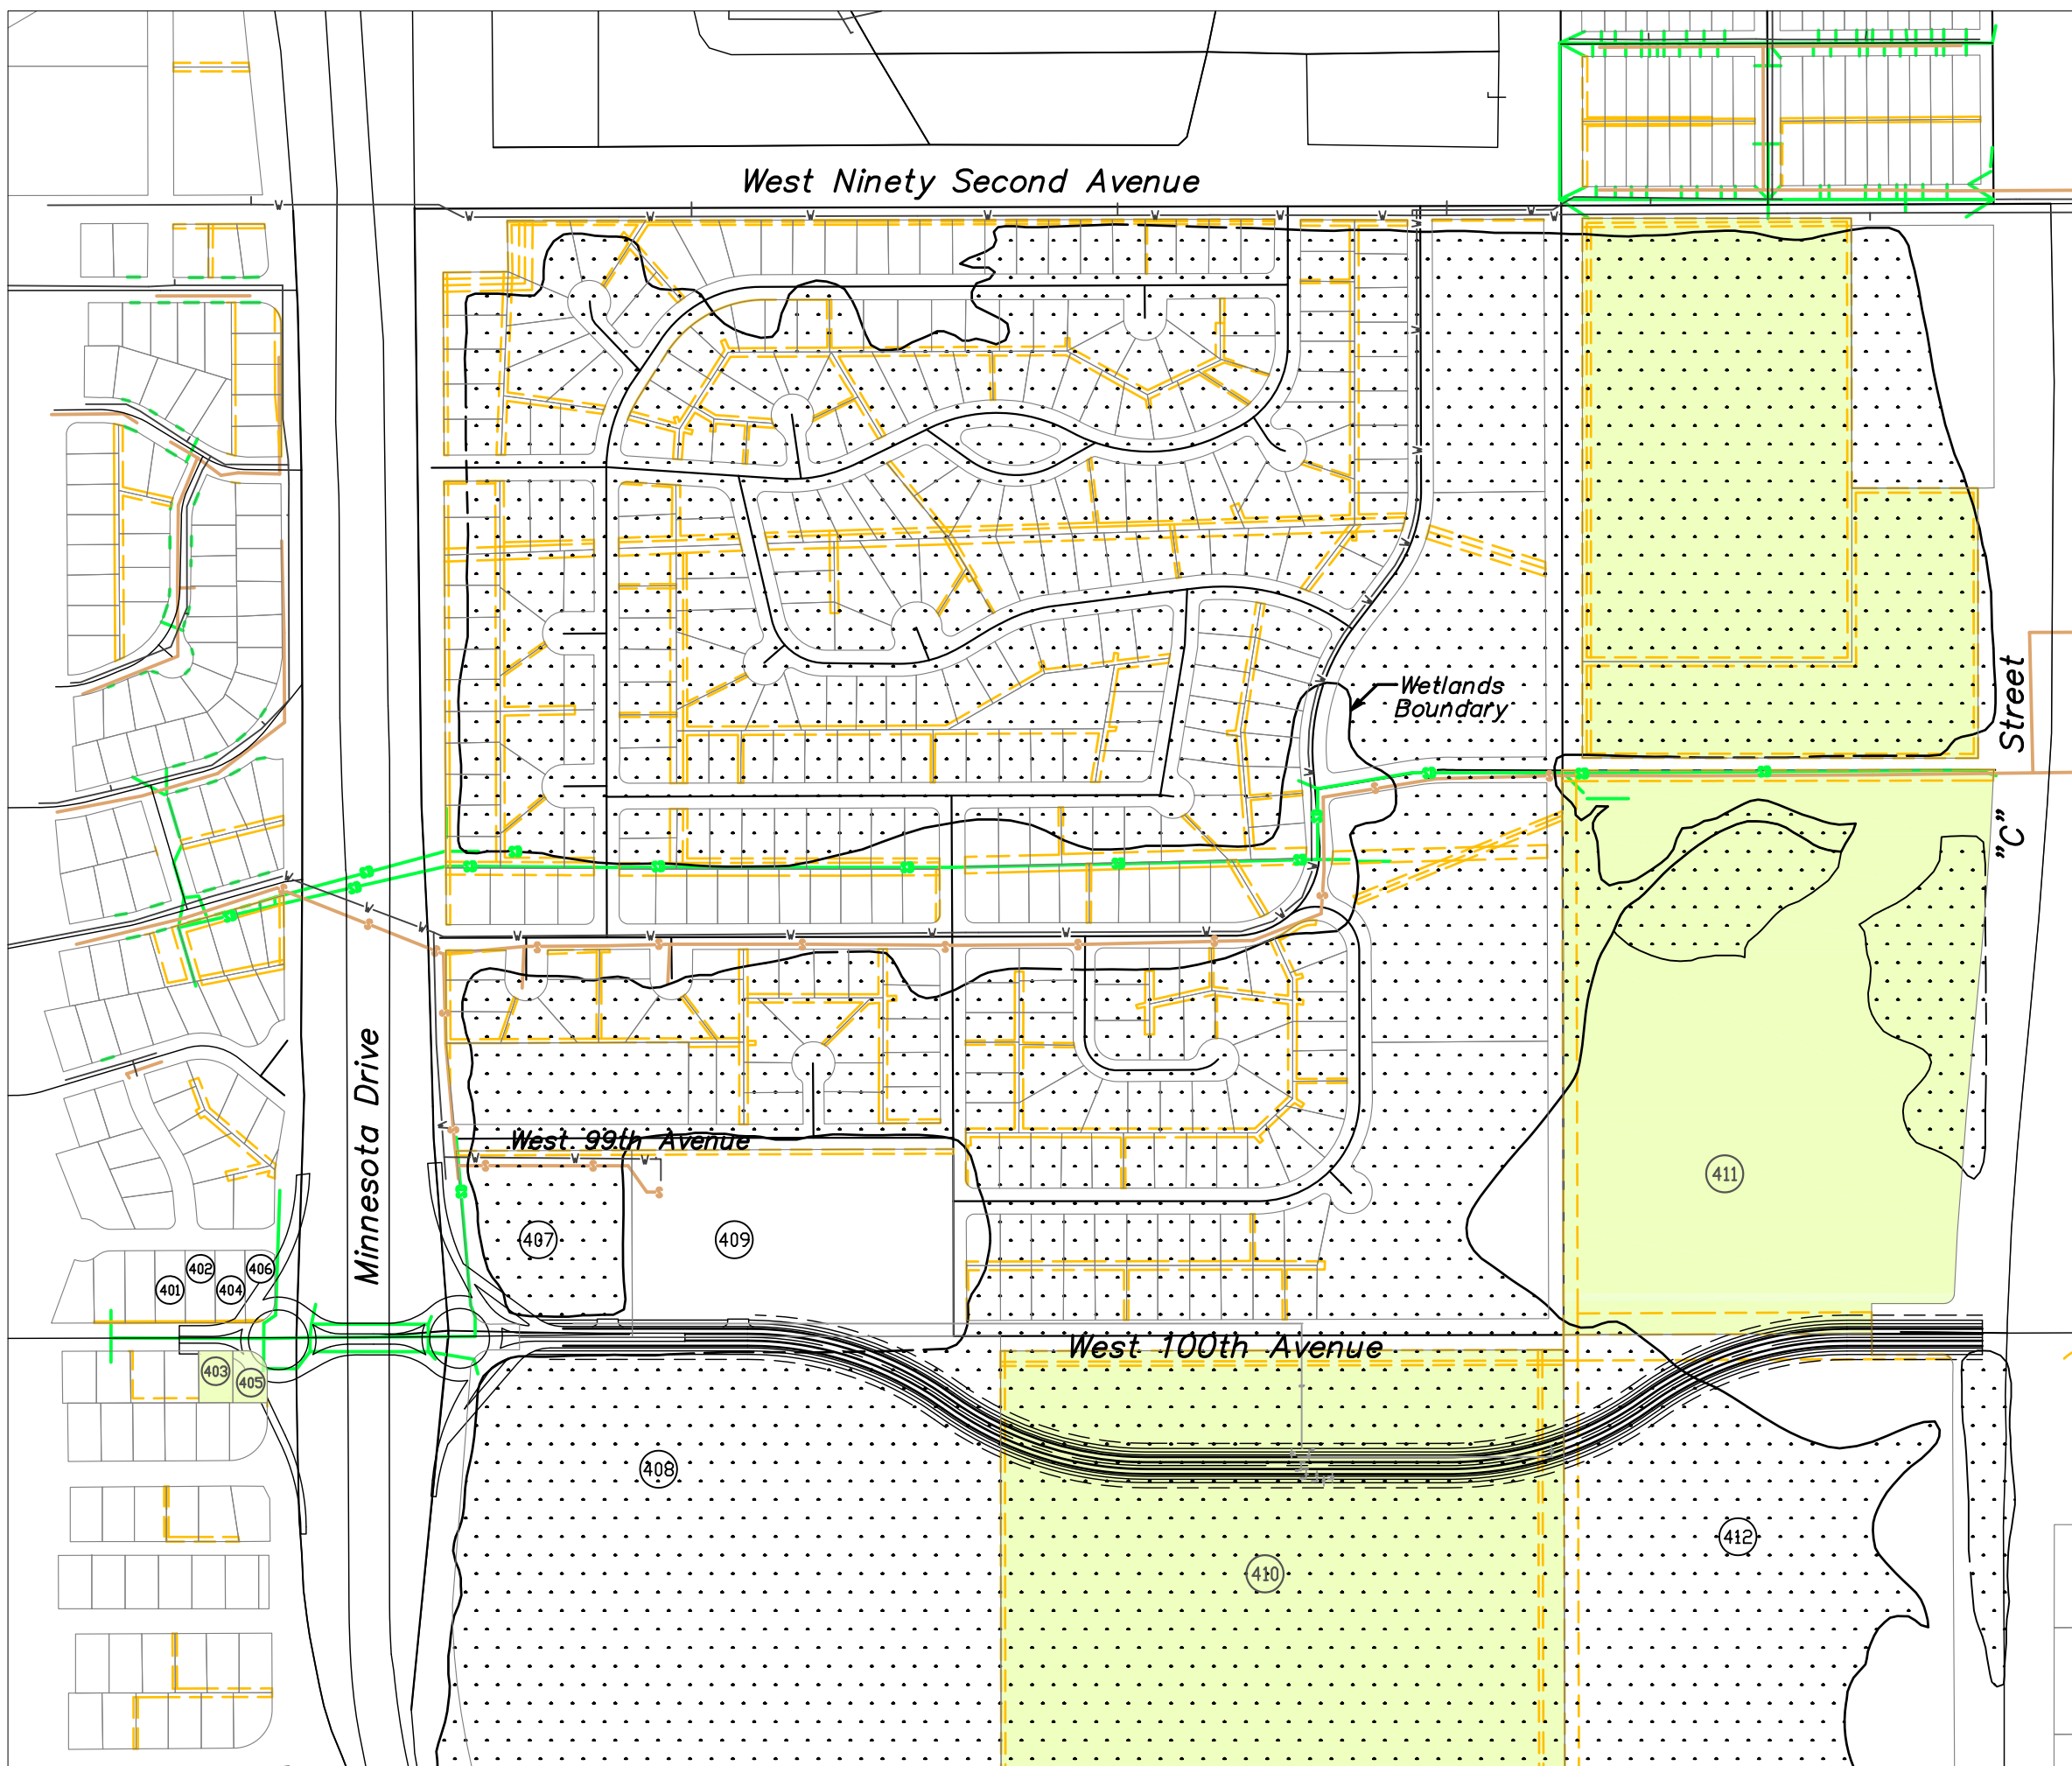 West Ninety Second Avenue
Wetlands
Boundary
Street
"C"
Minnesota Drive
West 99th Avenue
411
407
409
402
406
401
404
West 100th Avenue
403
405
408
412
410